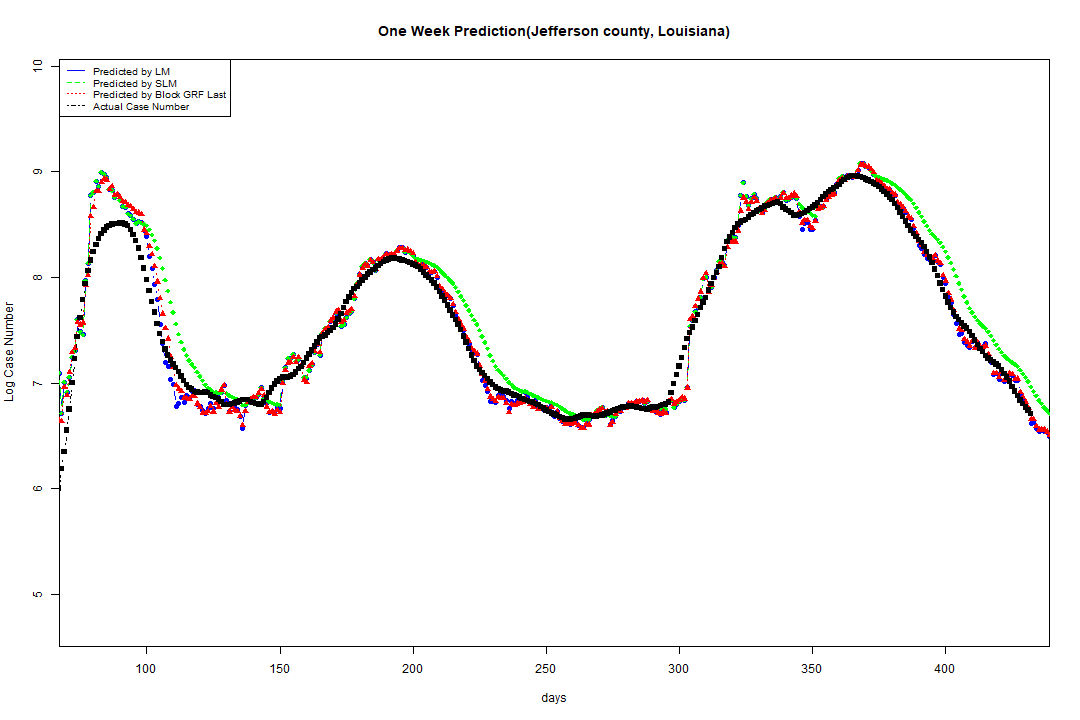 One Week Prediction(Jefferson county, Louisiana)
Predicted by LM
Predicted by SLM
Predicted by Block GRF Last
Actual Case Number
Log Case Number
10
9
8
7
6
5
100 150 200 250 300 350 400
days